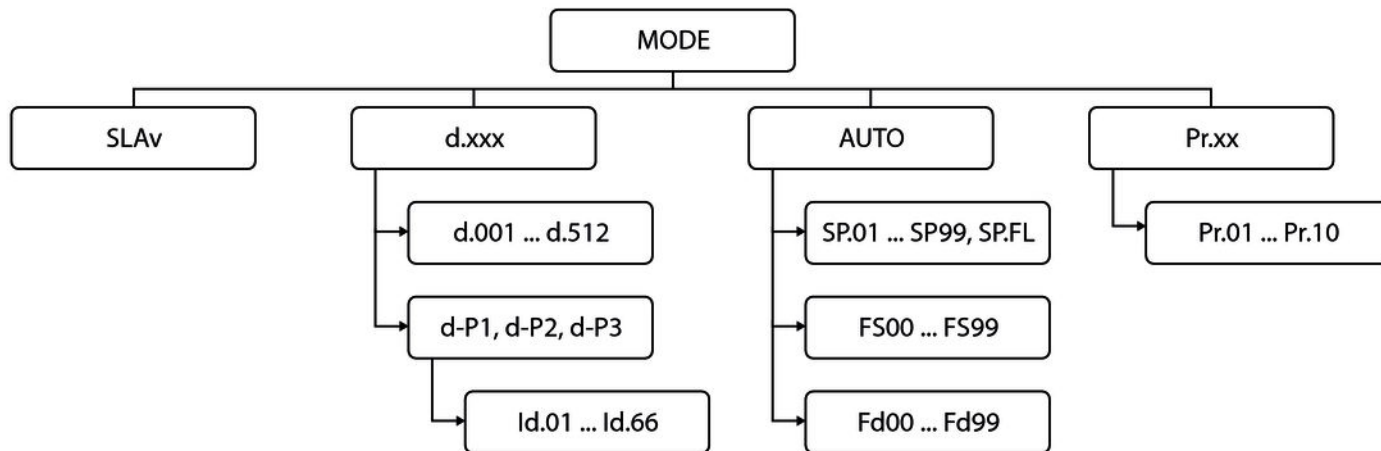 MODE
SLAv
d.xxx
AUTO
Pr.xx
d.001 ... d.512
SP.01 ... SP99, SP.FL
Pr.01 ... Pr.10
d-P1, d-P2, d-P3
FS00 ... FS99
Id.01 ... Id.66
Fd00 ... Fd99